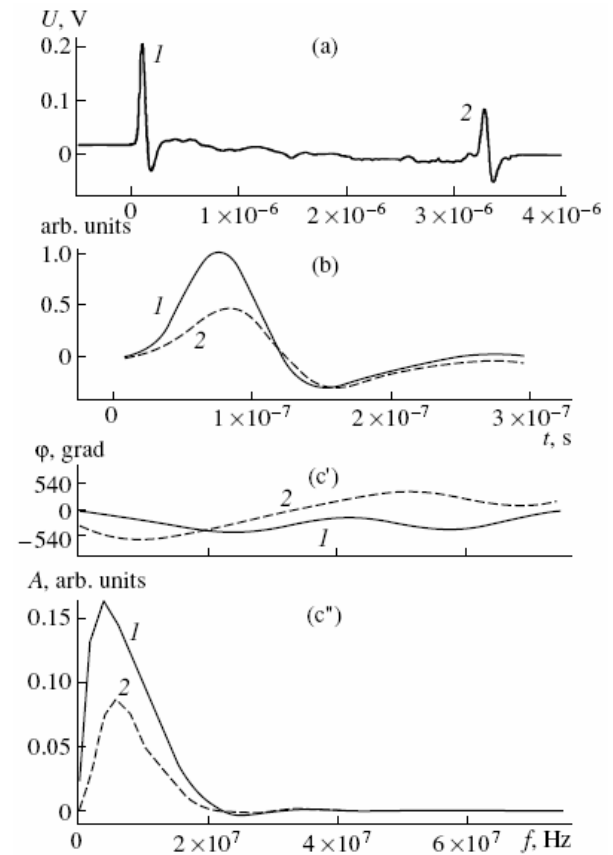 U, V
(a)
0.2
1
0.1
2
0
0 1×10⁻⁶ 2×10⁻⁶ 3×10⁻⁶ 4×10⁻⁶
arb. units
1.0
(b)
1
0.5
2
0
0 1×10⁻⁷ 2×10⁻⁷ 3×10⁻⁷
t, s
φ, grad
(c')
540
2
0
−540
1
A, arb. units
(c")
0.15
1
0.10
2
0.05
0
0 2×10⁷ 4×10⁷ 6×10⁷ f, Hz